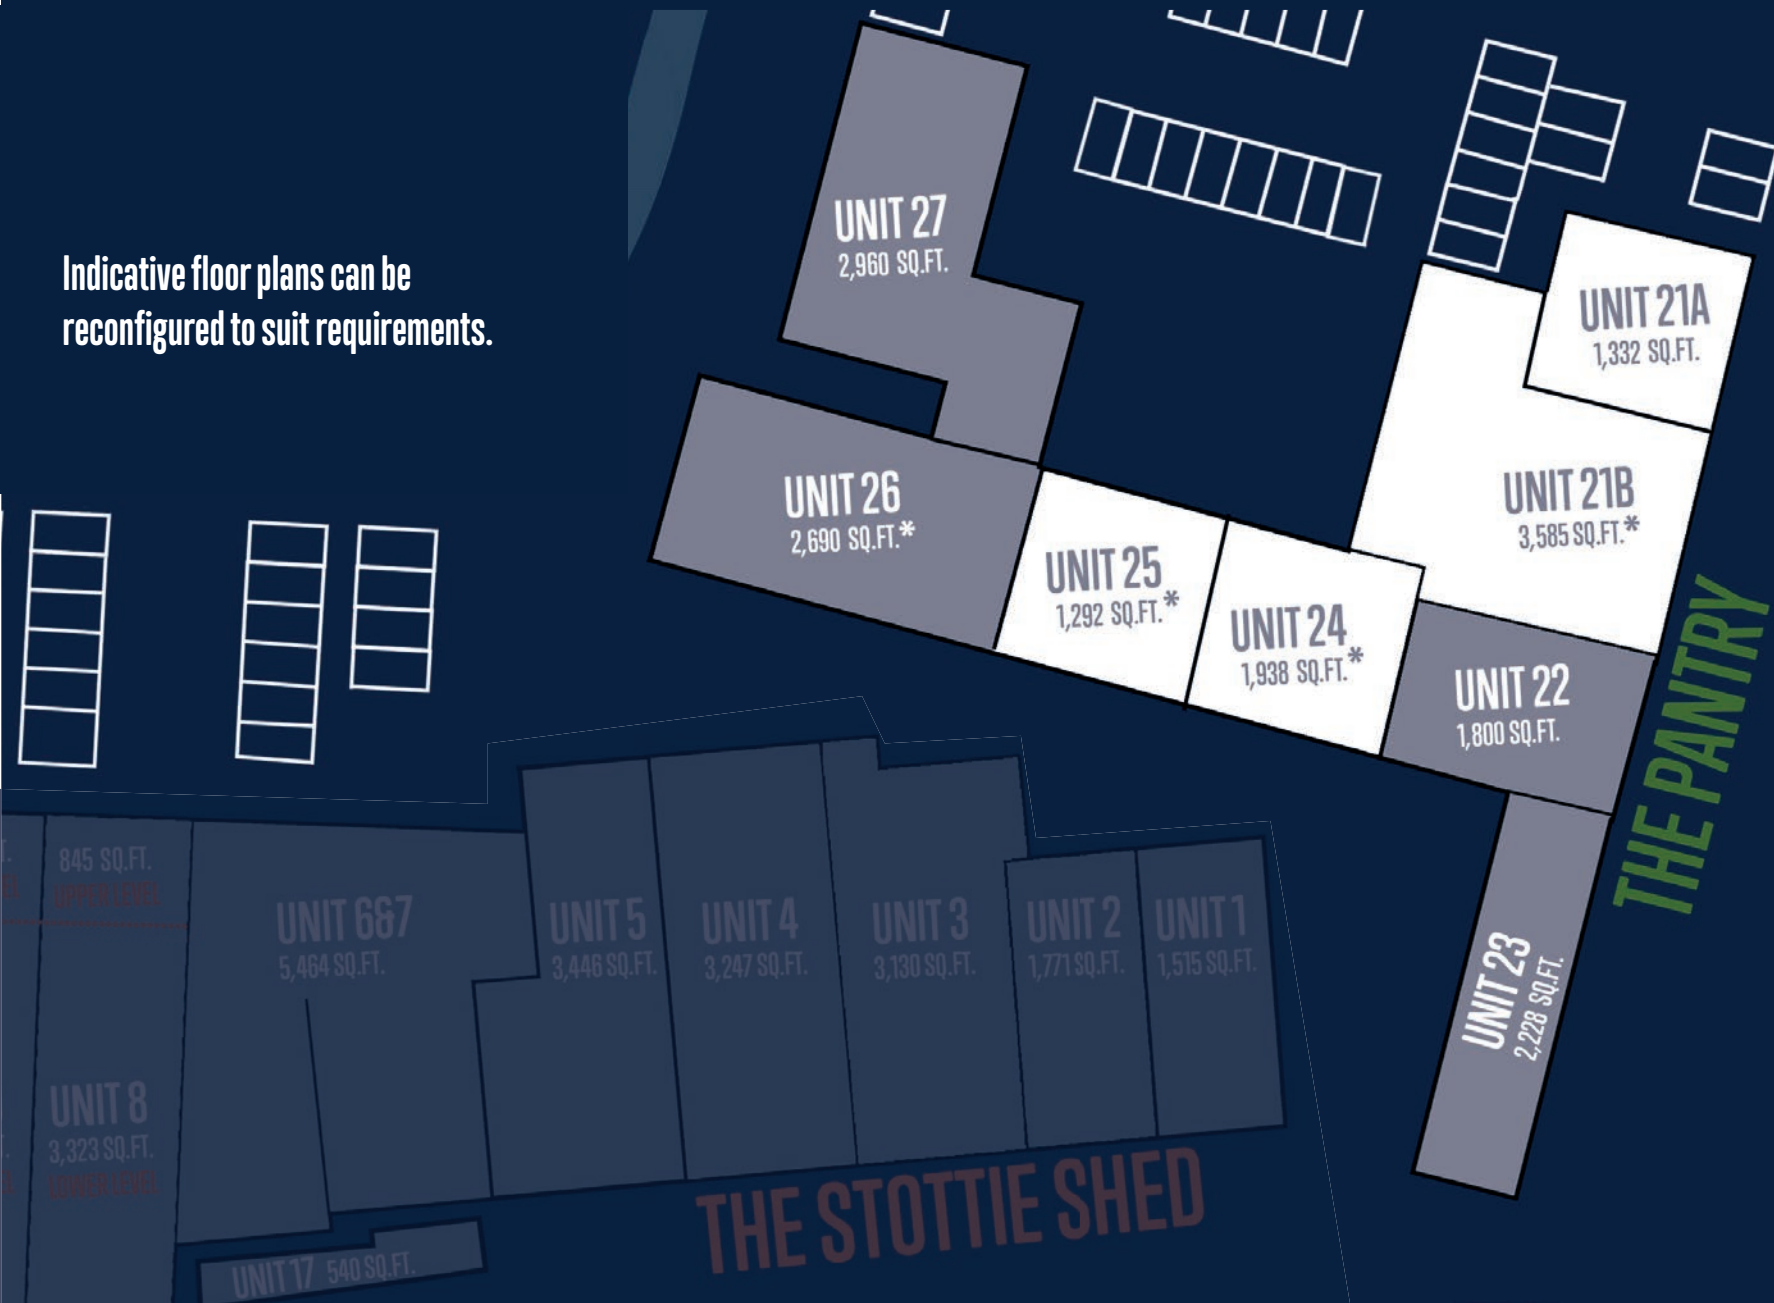 Indicative floor plans can be
reconfigured to suit requirements.
UNIT 27
2,960 SQ.FT.
UNIT 21A
1,332 SQ.FT.
UNIT 26
2,690 SQ.FT.*
UNIT 21B
3,585 SQ.FT.*
UNIT 25
1,292 SQ.FT.*
UNIT 24
1,938 SQ.FT.*
UNIT 22
1,800 SQ.FT.
THE PANTRY
UNIT 23
2,228 SQ.FT.
845 SQ.FT.
UPPER LEVEL
UNIT 6&7
5,464 SQ.FT.
UNIT 5
3,446 SQ.FT.
UNIT 4
3,247 SQ.FT.
UNIT 3
3,130 SQ.FT.
UNIT 2
1,771 SQ.FT.
UNIT 1
1,515 SQ.FT.
UNIT 8
3,323 SQ.FT.
LOWER LEVEL
THE STOTTIE SHED
UNIT 17 540 SQ.FT.